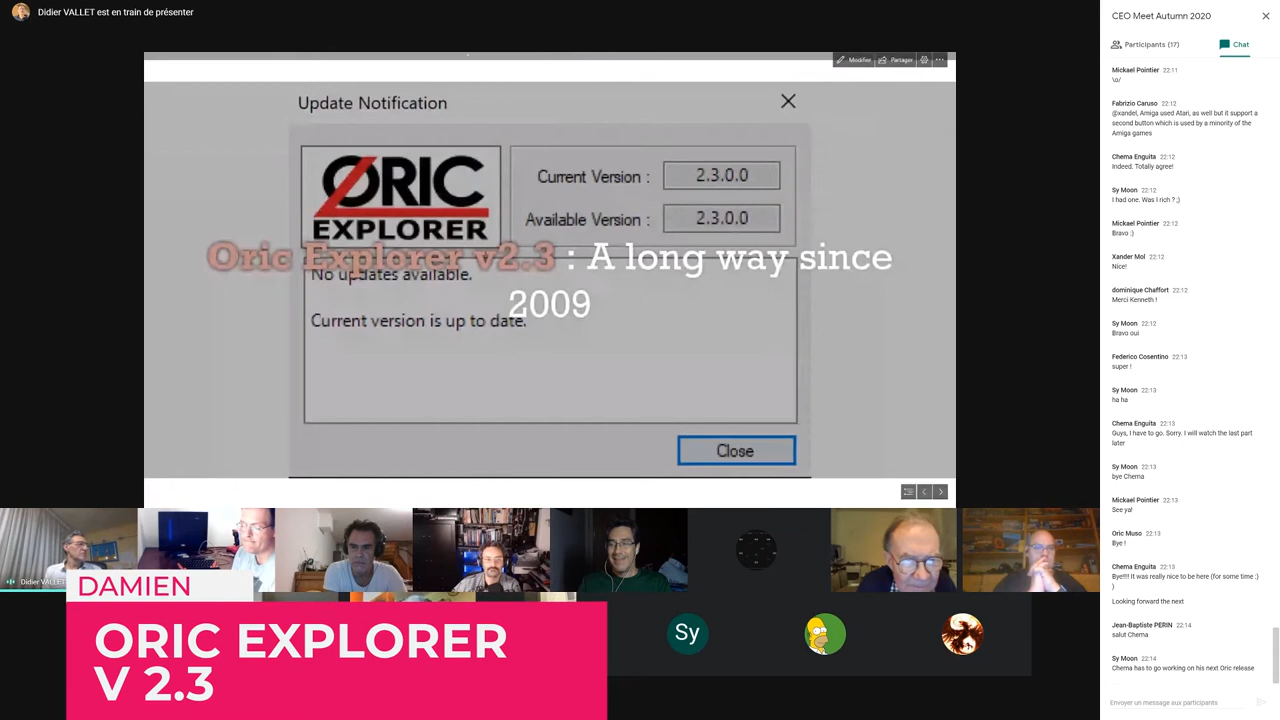 Didier VALLET est en train de présenter
Modifier
Partager
Update Notification
ORIC
EXPLORER
Current Version :
2.3.0.0
Available Version :
2.3.0.0
Oric Explorer v2.3 : A long way since
2009
No updates available.
Current version is up to date.
Close
Didier VALLET
DAMIEN
ORIC EXPLORER
V 2.3
Sy
CEO Meet Autumn 2020
Participants (17)
Chat
Mickael Pointier 22:11
\o/
Fabrizio Caruso 22:12
@xandel, Amiga used Atari, as well but it support a
second button which is used by a minority of the
Amiga games
Chema Enguita 22:12
Indeed. Totally agree!
Sy Moon 22:12
I had one. Was I rich ? ;)
Mickael Pointier 22:12
Bravo :)
Xander Mol 22:12
Nice!
dominique Chaffort 22:12
Merci Kenneth !
Sy Moon 22:12
Bravo oui
Federico Cosentino 22:13
super !
Sy Moon 22:13
ha ha
Chema Enguita 22:13
Guys, I have to go. Sorry. I will watch the last part
later
Sy Moon 22:13
bye Chema
Mickael Pointier 22:13
See ya!
Oric Muso 22:13
Bye !
Chema Enguita 22:13
Bye!!!! It was really nice to be here (for some time :)
)
Looking forward the next
Jean-Baptiste PERIN 22:14
salut Chema
Sy Moon 22:14
Chema has to go working on his next Oric release
Envoyer un message aux participants